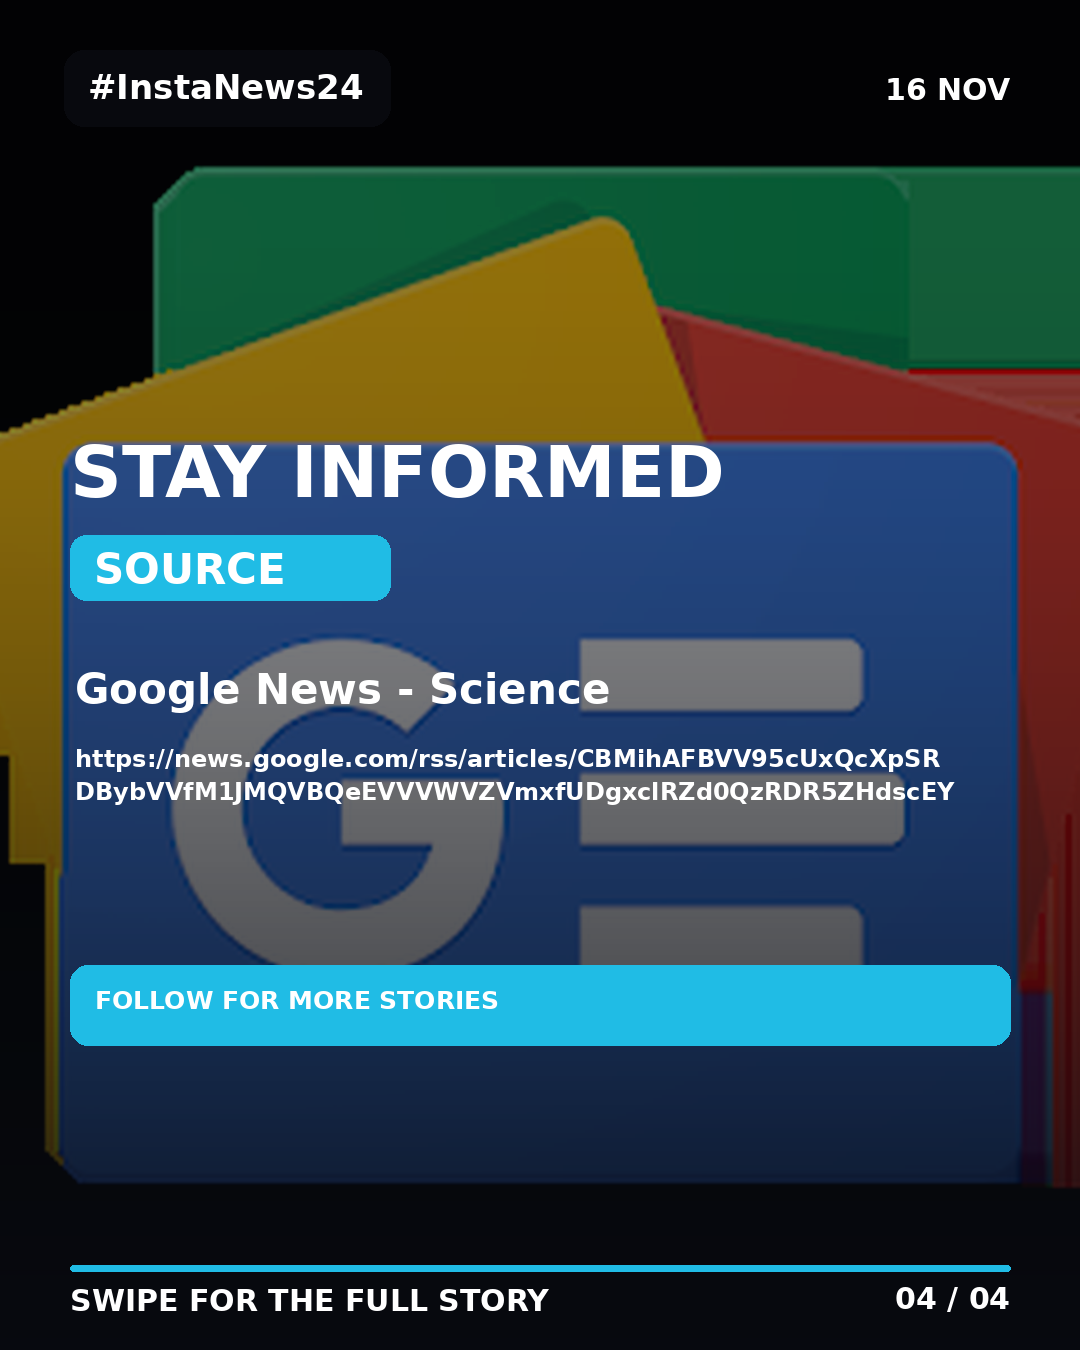 #InstaNews24
16 NOV
STAY INFORMED
SOURCE
Google News - Science
https://news.google.com/rss/articles/CBMihAFBVV95cUxQcXpSR
DBybVVfM1JMQVBQeEVVVWVZVmxfUDgxclRZd0QzRDR5ZHdscEY
FOLLOW FOR MORE STORIES
SWIPE FOR THE FULL STORY
04 / 04